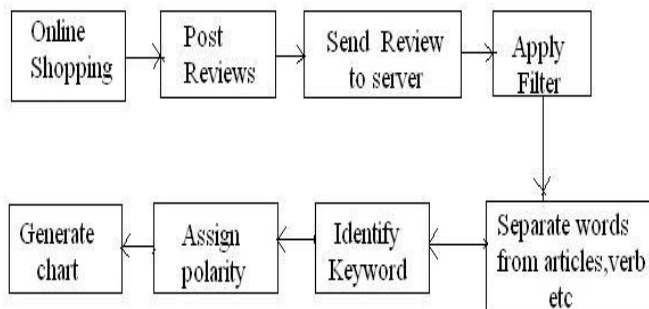 Online
Shopping
Post
Reviews
Send Review
to server
Apply
Filter
Separate words
from articles,verb
etc
Identify
Keyword
Assign
polarity
Generate
chart